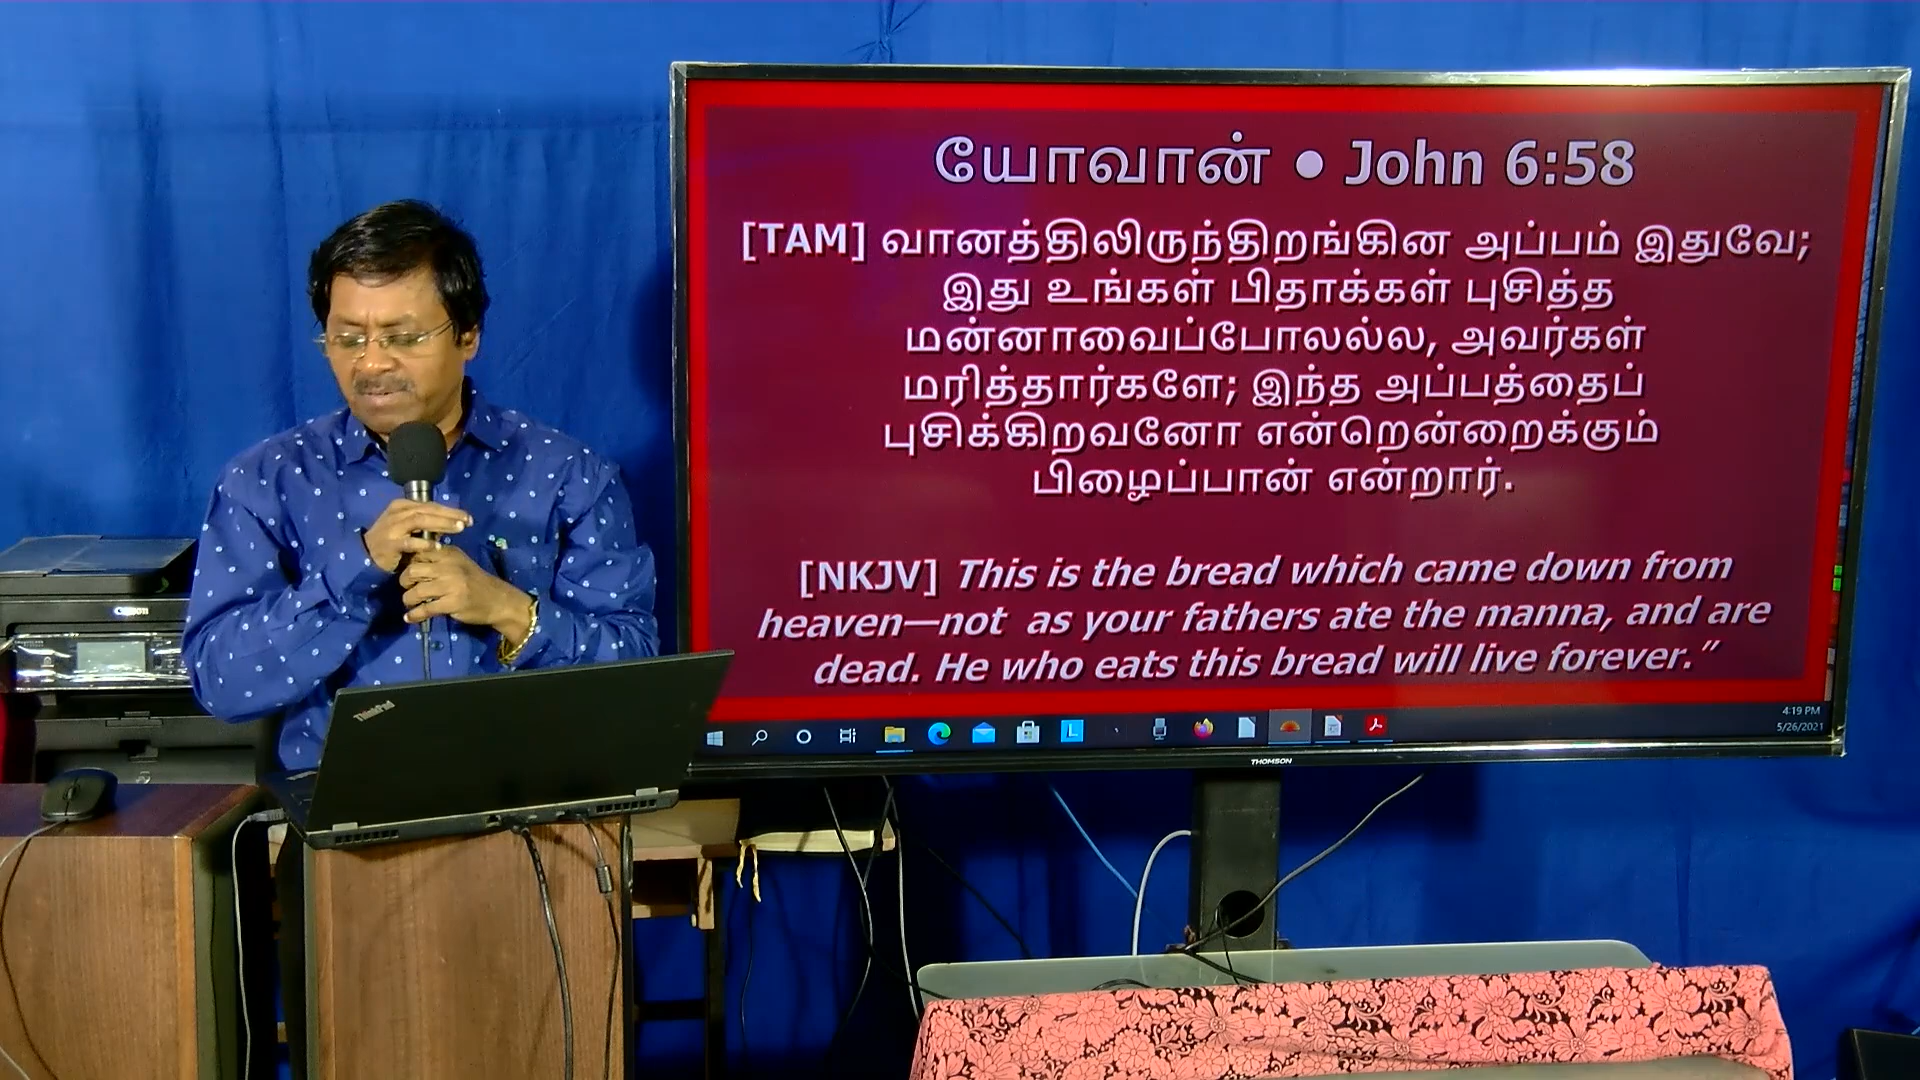 யோவான் • John 6:58
[TAM] வானத்திலிருந்திறங்கின அப்பம் இதுவே;
இது உங்கள் பிதாக்கள் புசித்த
மன்னாவைப்போலல்ல, அவர்கள்
மரித்தார்களே; இந்த அப்பத்தைப்
புசிக்கிறவனோ என்றென்றைக்கும்
பிழைப்பான் என்றார்.
[NKJV] This is the bread which came down from
heaven—not as your fathers ate the manna, and are
dead. He who eats this bread will live forever.”
4:19 PM
5/26/2021
THOMSON
ThinkPad
Canon
L